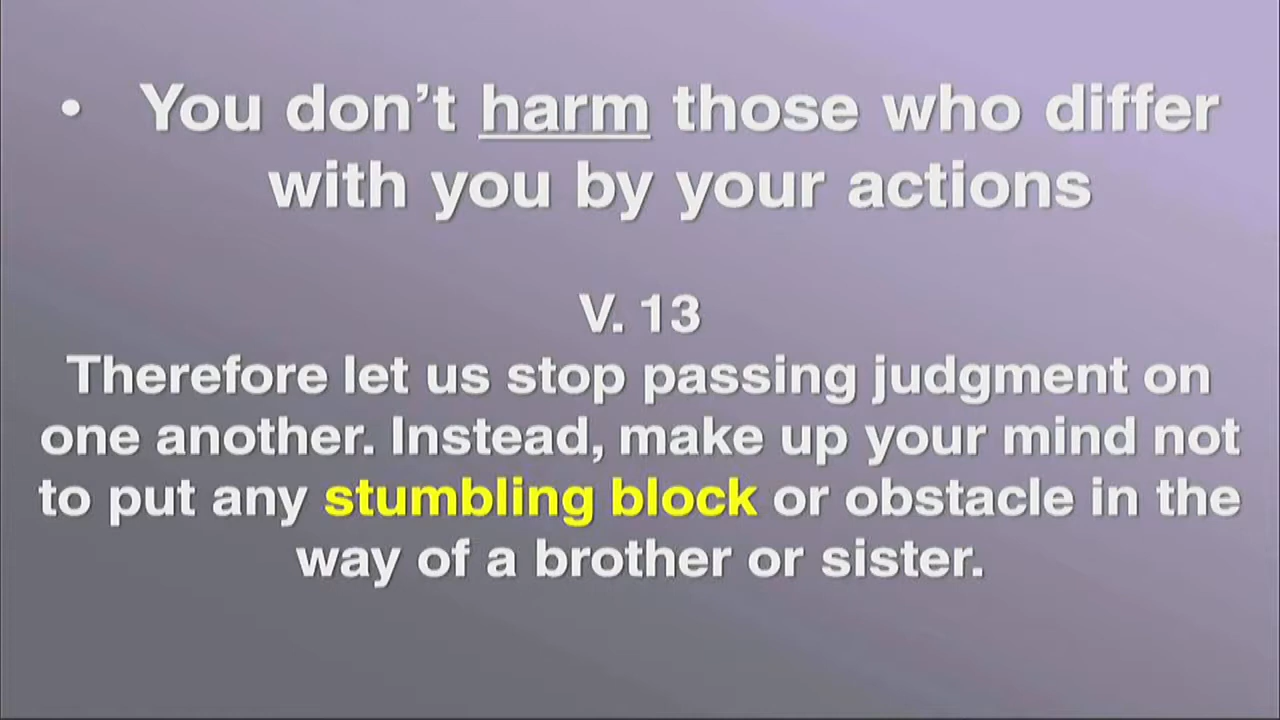 • You don’t harm those who differ
with you by your actions
V. 13
Therefore let us stop passing judgment on
one another. Instead, make up your mind not
to put any stumbling block or obstacle in the
way of a brother or sister.